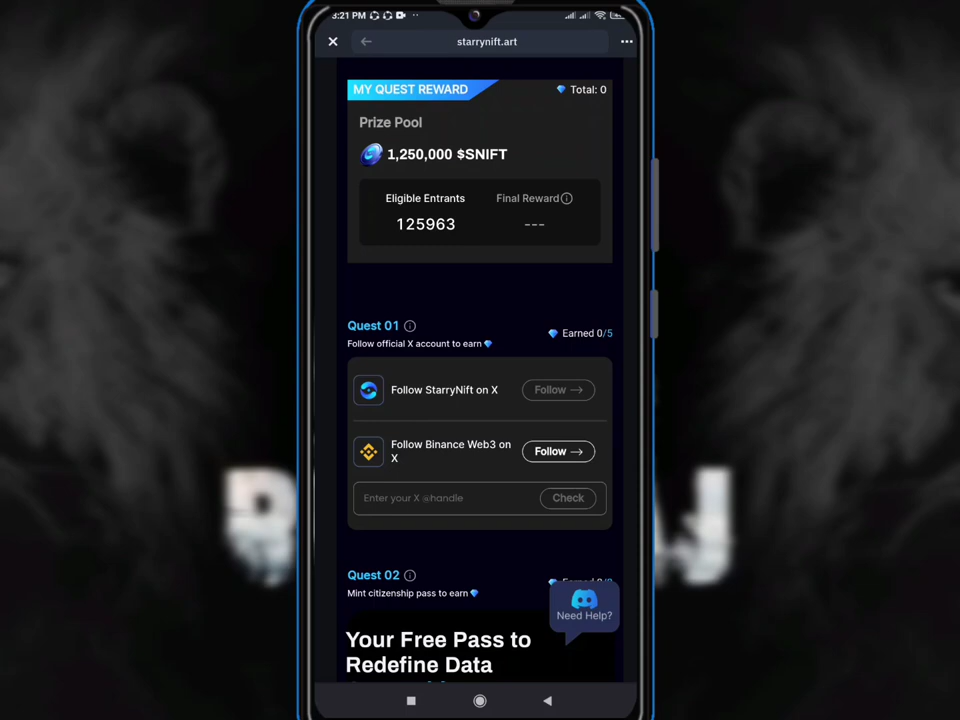 3:21 PM
starrynift.art
MY QUEST REWARD
Total: 0
Prize Pool
1,250,000 $SNIFT
Eligible Entrants
Final Reward
125963
---
Quest 01
Earned 0/5
Follow official X account to earn
Follow StarryNift on X
Follow →
Follow Binance Web3 on
X
Follow →
Enter your X @handle
Check
Quest 02
Mint citizenship pass to earn
Need Help?
Your Free Pass to
Redefine Data